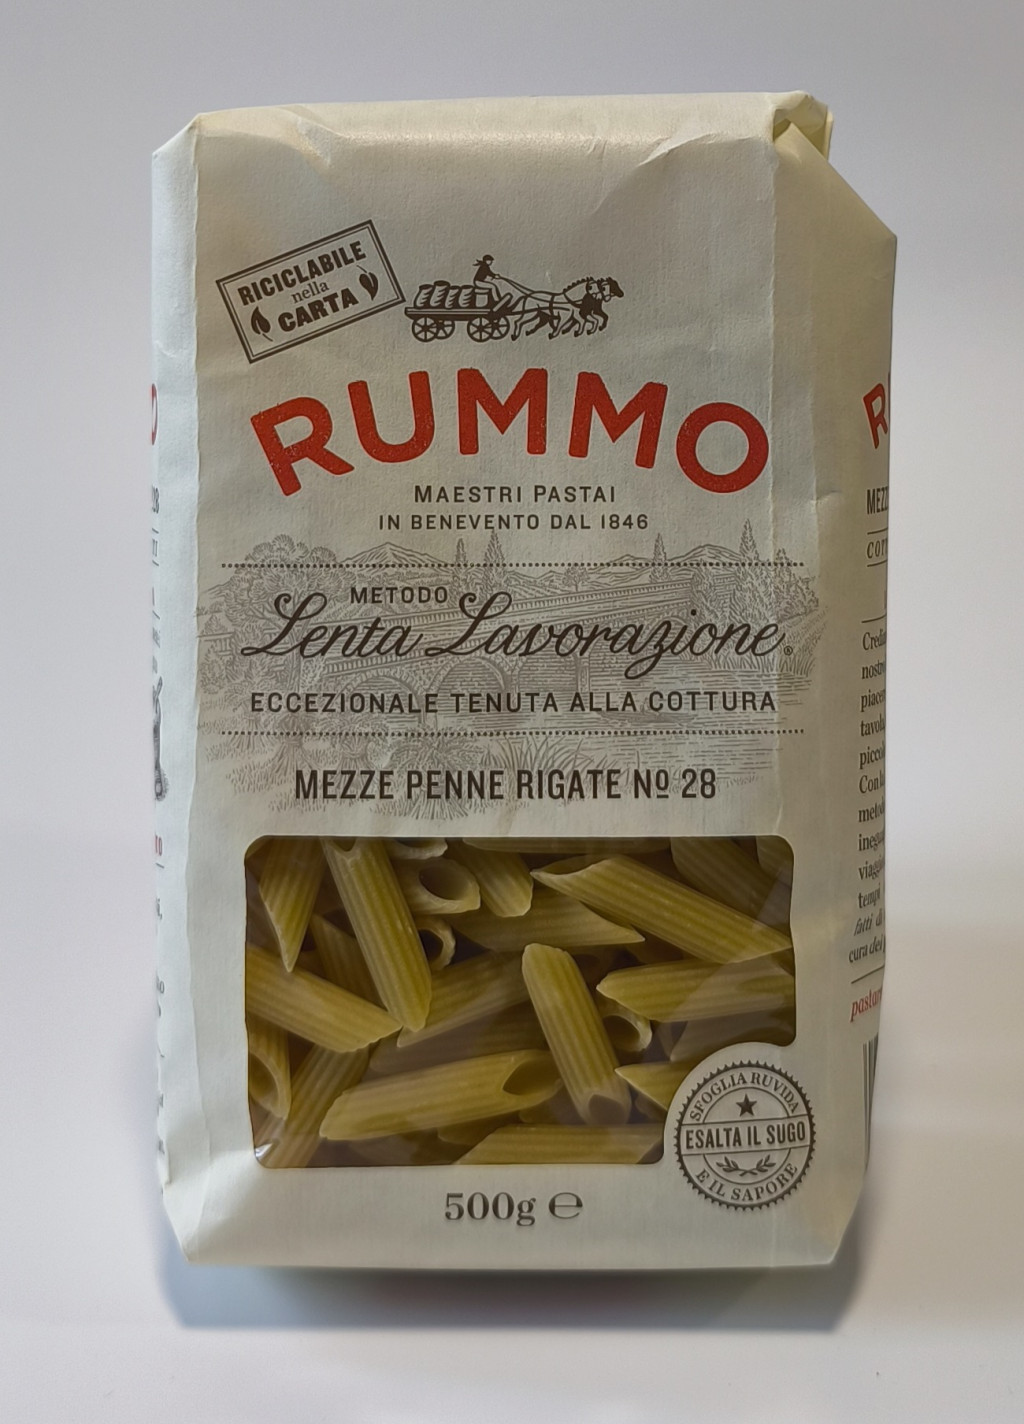 RICICLABILE
nella
CARTA
RUMMO
MAESTRI PASTAI
IN BENEVENTO DAL 1846
METODO
Lenta Lavorazione®
ECCEZIONALE TENUTA ALLA COTTURA
MEZZE PENNE RIGATE Nº 28
SFOGLIA RUVIDA
ESALTA IL SUGO
E IL SAPORE
500g ℮